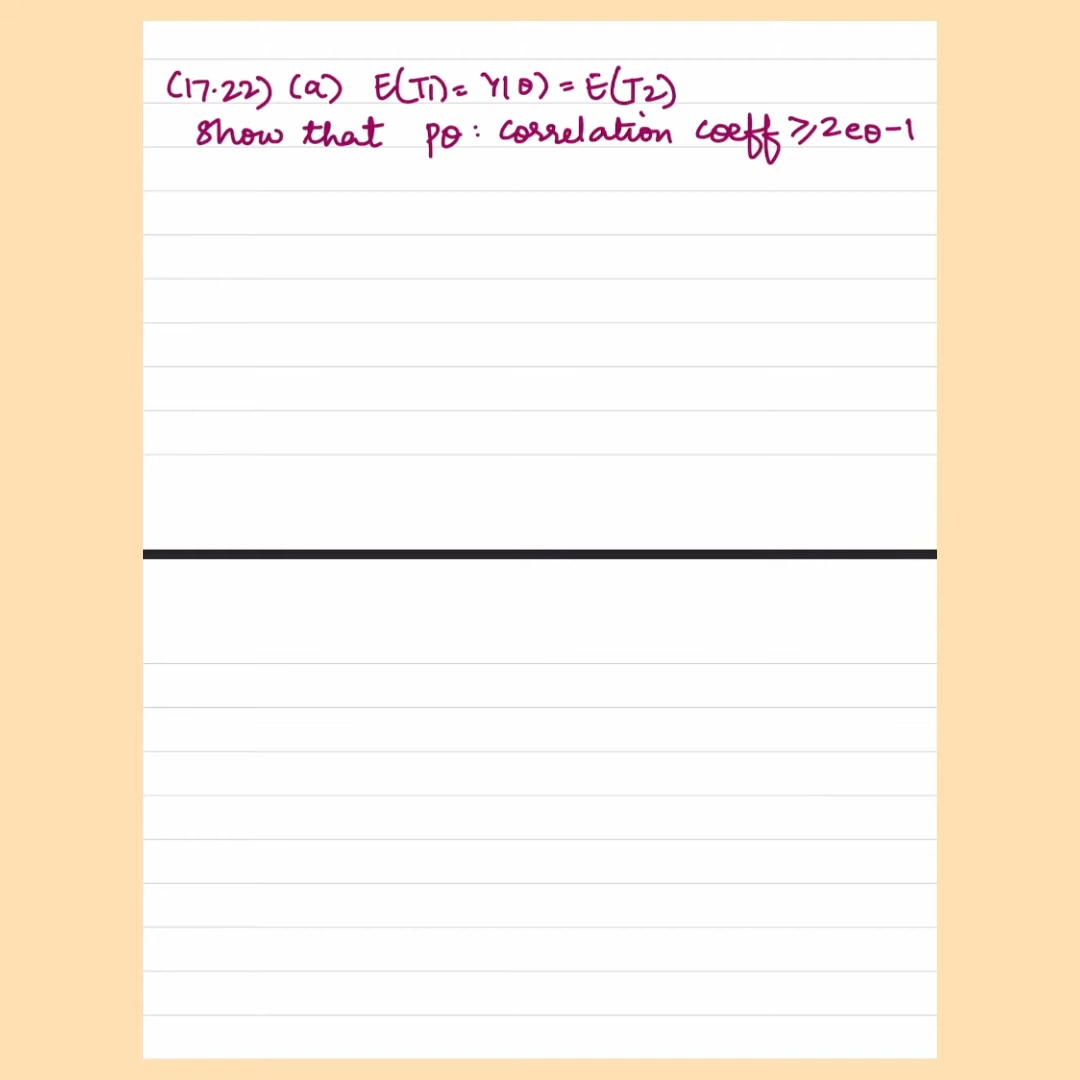 (17.22) (a) E(T1) = γ(θ) = E(T2)
Show that ρθ : correlation coeff ≥ 2eθ-1